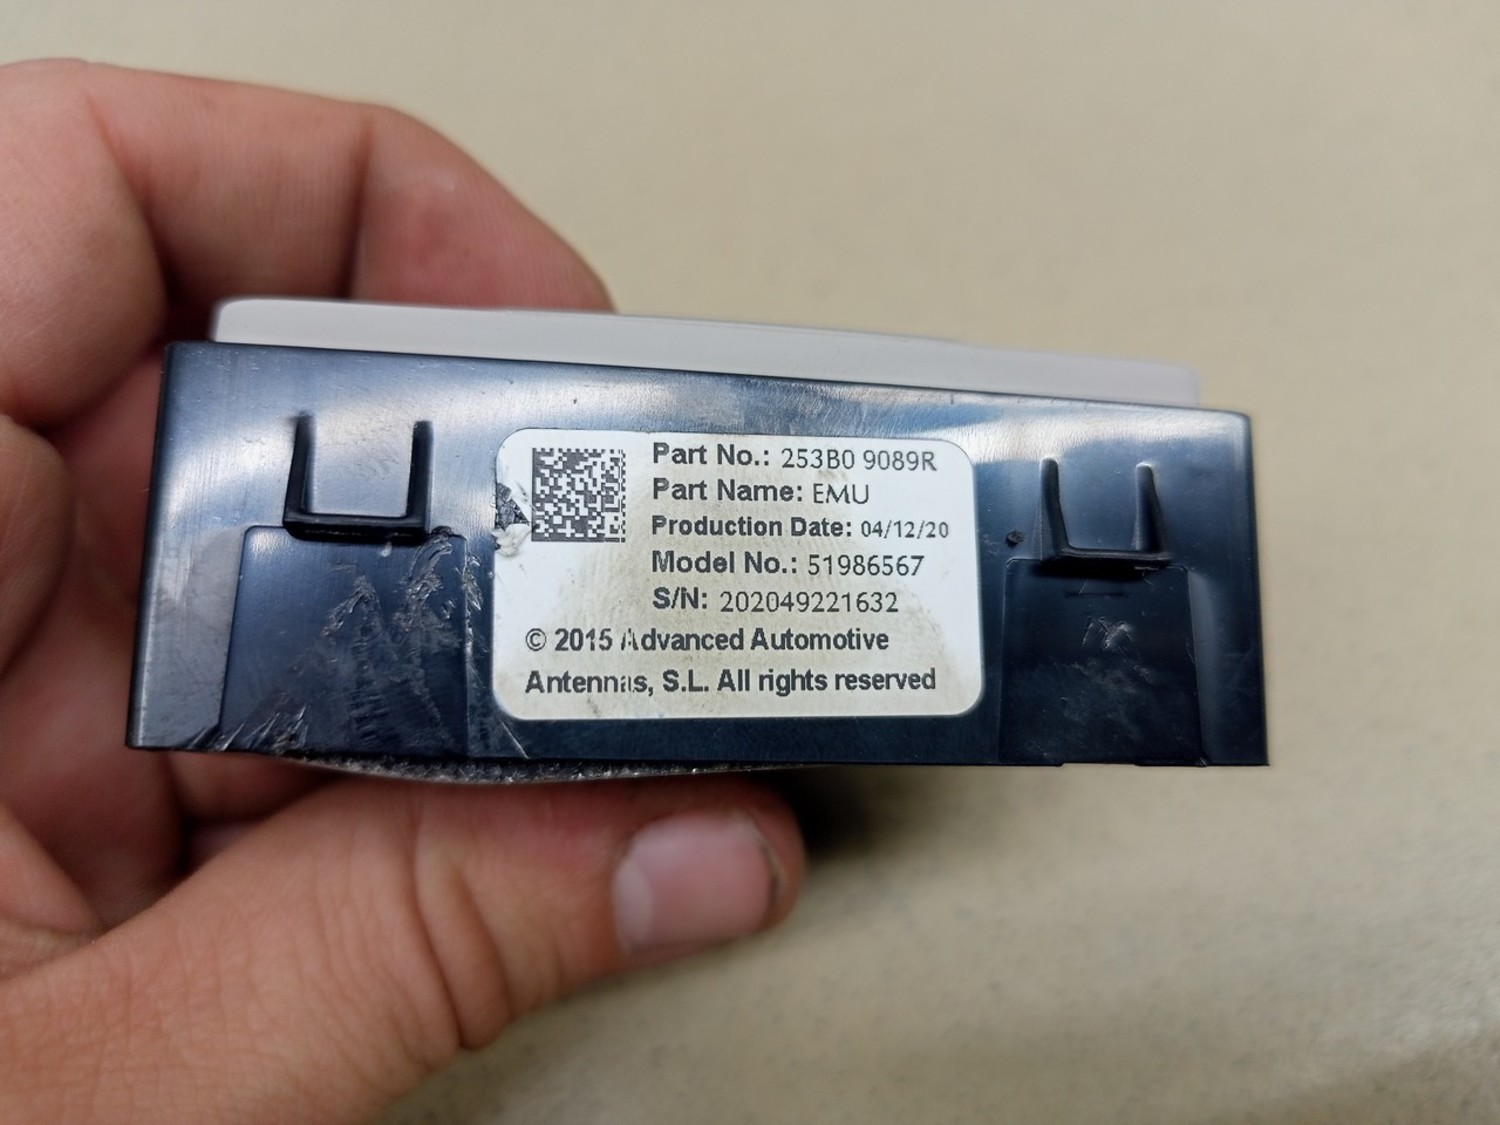 Part No.: 253B0 9089R
Part Name: EMU
Production Date: 04/12/20
Model No.: 51986567
S/N: 202049221632
© 2015 Advanced Automotive
Antennas, S.L. All rights reserved